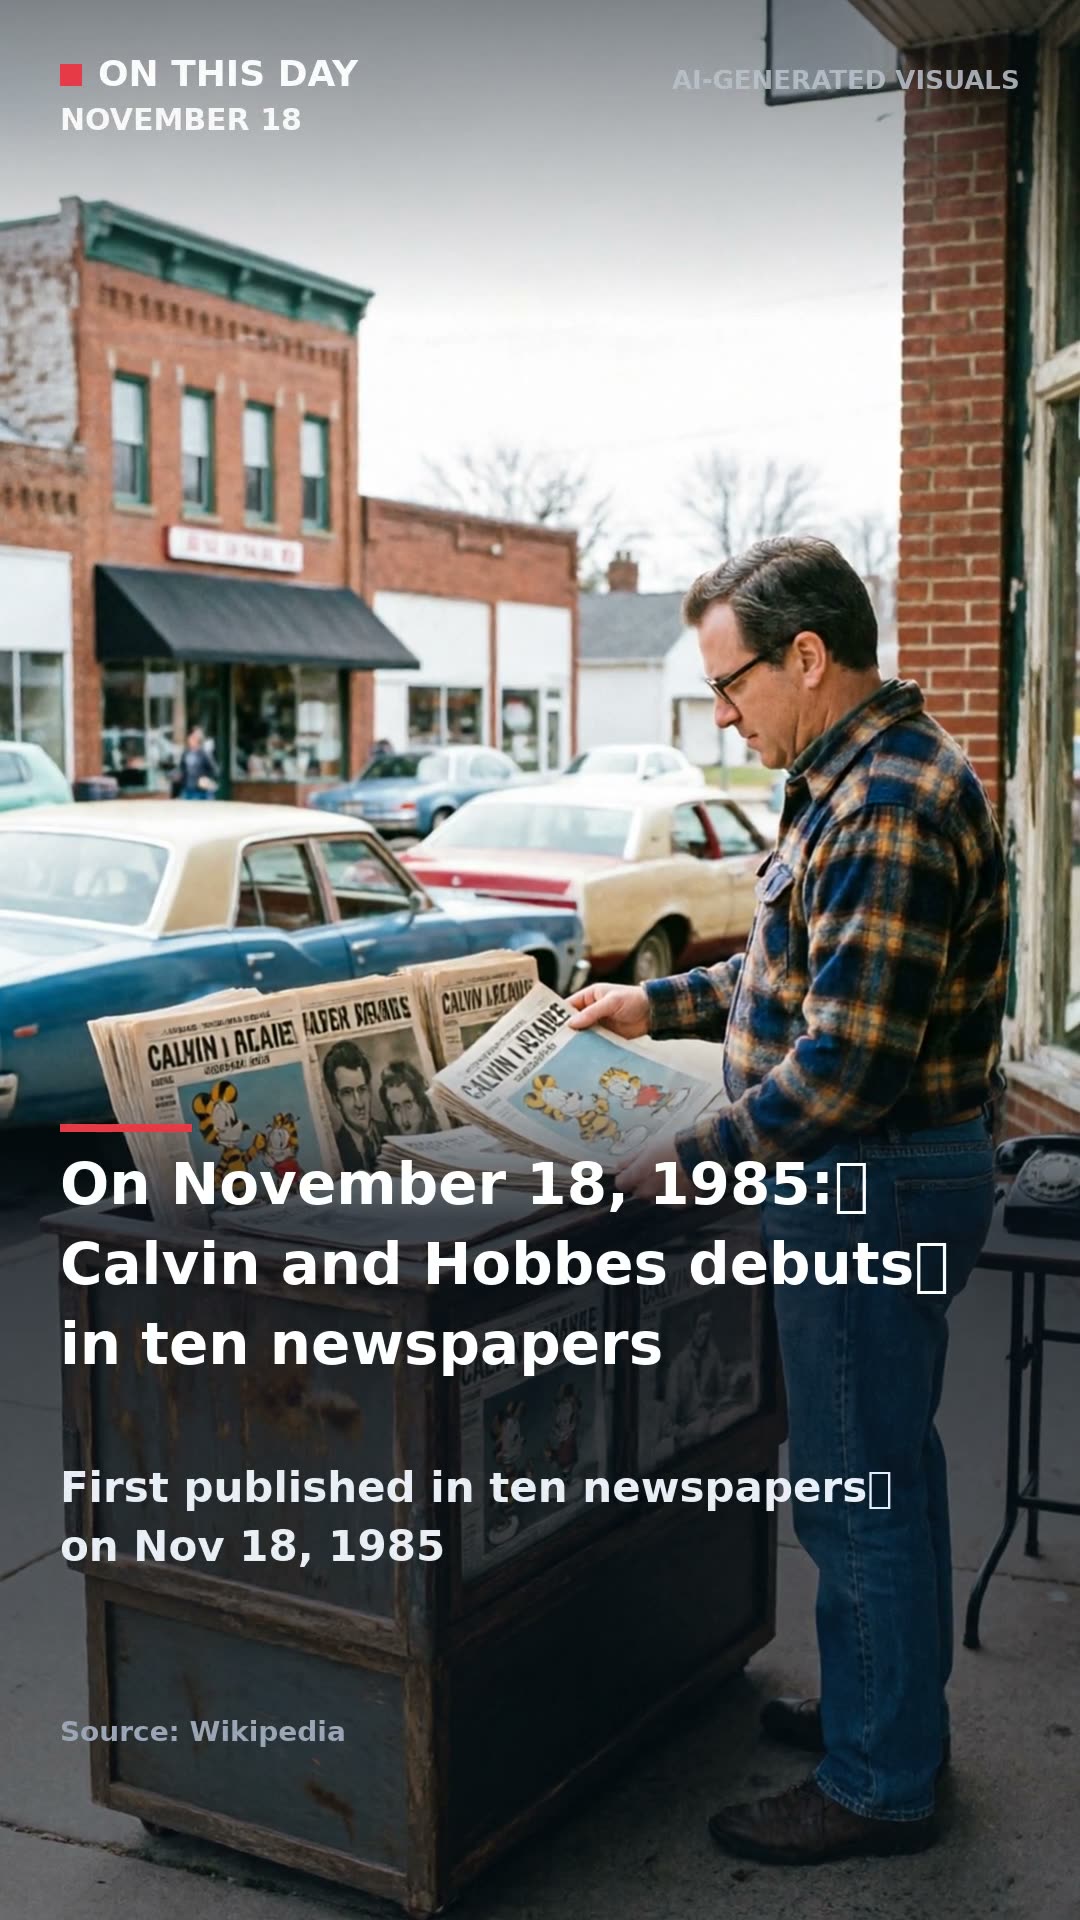 ON THIS DAY
NOVEMBER 18
AI-GENERATED VISUALS
CALVIN
On November 18, 1985:
Calvin and Hobbes debuts
in ten newspapers
First published in ten newspapers
on Nov 18, 1985
Source: Wikipedia